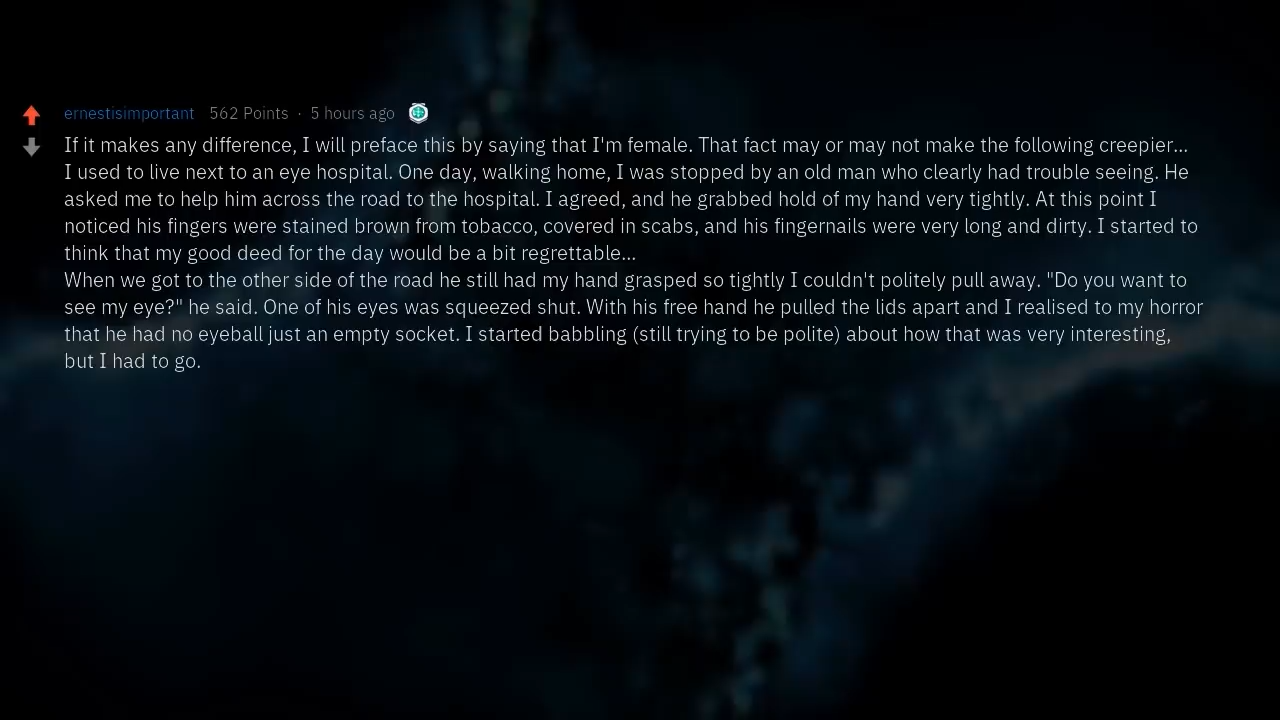 ernestisimportant 562 Points · 5 hours ago
If it makes any difference, I will preface this by saying that I'm female. That fact may or may not make the following creepier...
I used to live next to an eye hospital. One day, walking home, I was stopped by an old man who clearly had trouble seeing. He
asked me to help him across the road to the hospital. I agreed, and he grabbed hold of my hand very tightly. At this point I
noticed his fingers were stained brown from tobacco, covered in scabs, and his fingernails were very long and dirty. I started to
think that my good deed for the day would be a bit regrettable...
When we got to the other side of the road he still had my hand grasped so tightly I couldn't politely pull away. "Do you want to
see my eye?" he said. One of his eyes was squeezed shut. With his free hand he pulled the lids apart and I realised to my horror
that he had no eyeball just an empty socket. I started babbling (still trying to be polite) about how that was very interesting,
but I had to go.